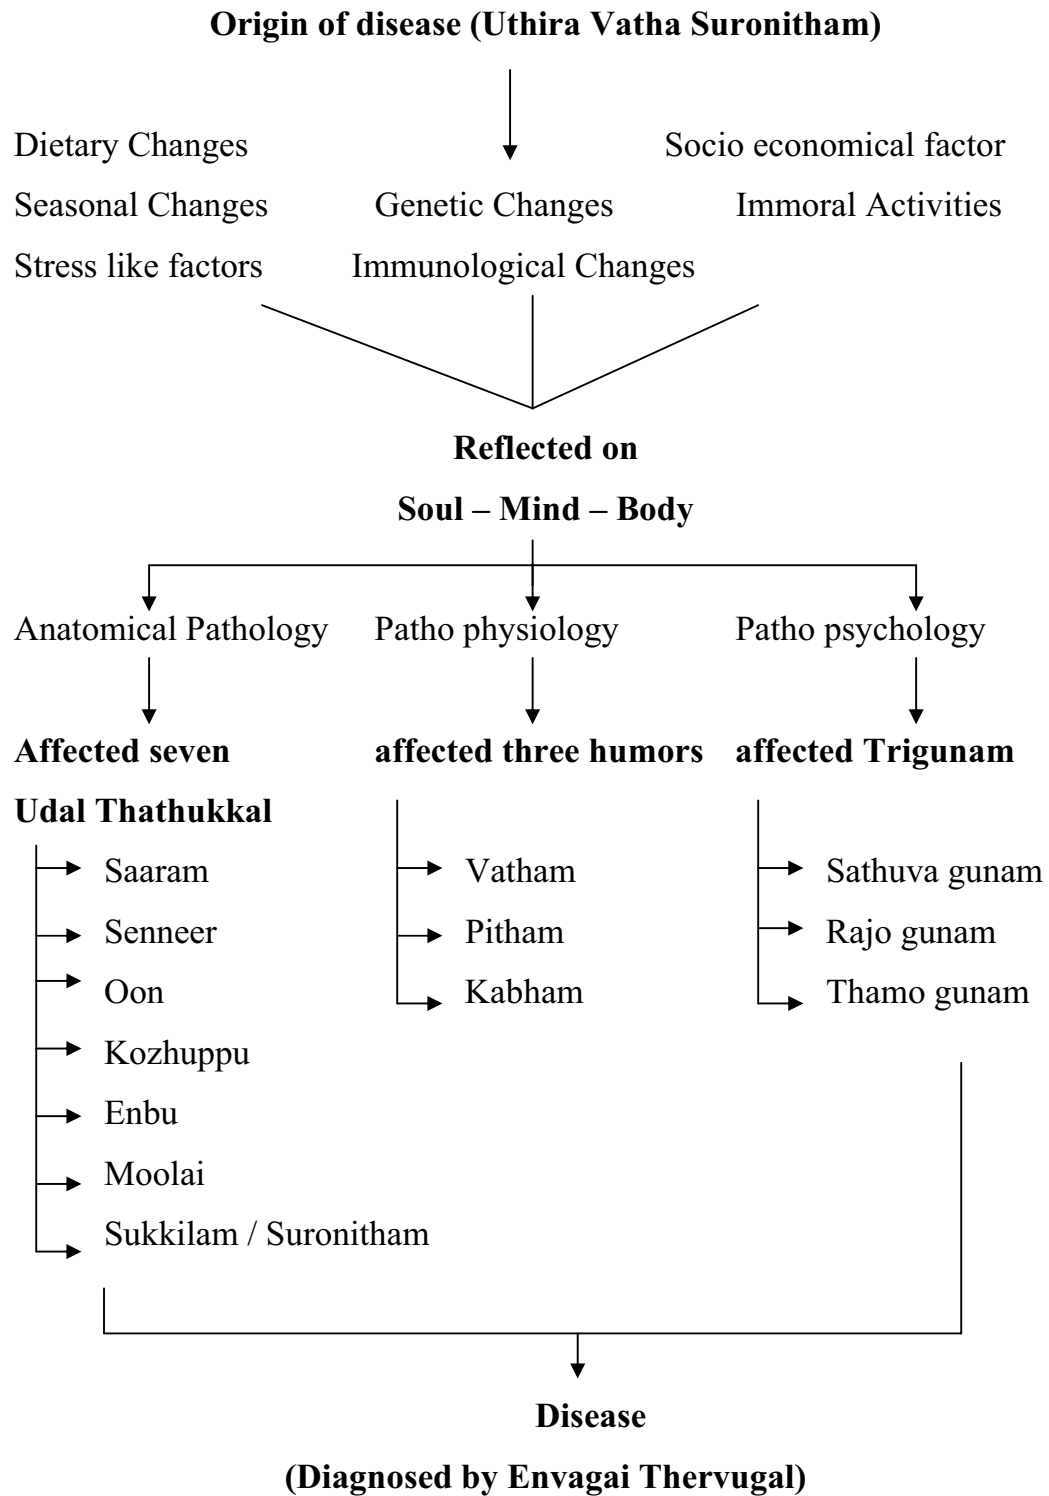 Origin of disease (Uthira Vatha Suronitham)
Dietary Changes Socio economical factor
Seasonal Changes Genetic Changes Immoral Activities
Stress like factors Immunological Changes
Reflected on
Soul – Mind – Body
Anatomical Pathology Patho physiology Patho psychology
Affected seven affected three humors affected Trigunam
Udal Thathukkal
Saaram Vatham Sathuva gunam
Senneer Pitham Rajo gunam
Oon Kabham Thamo gunam
Kozhuppu
Enbu
Moolai
Sukkilam / Suronitham
Disease
(Diagnosed by Envagai Thervugal)